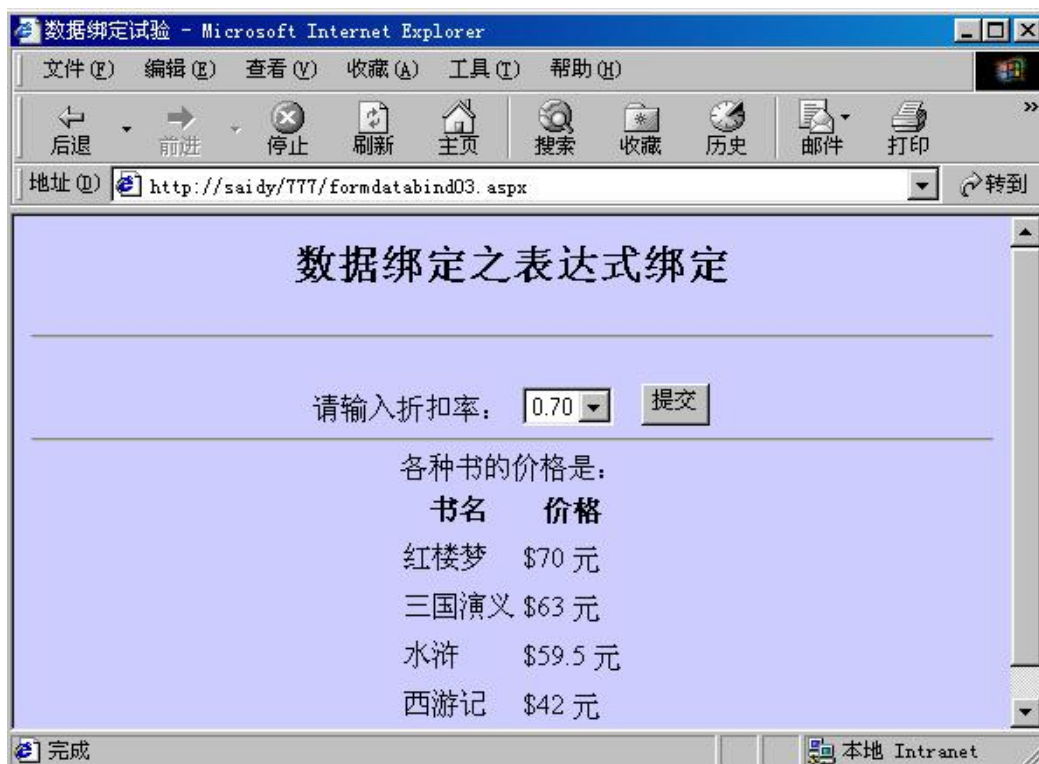 数据绑定试验 - Microsoft Internet Explorer
文件(F) 编辑(E) 查看(V) 收藏(A) 工具(T) 帮助(H)
后退 前进 停止 刷新 主页 搜索 收藏 历史 邮件 打印 »
地址(D) http://saidy/777/formdatabind03.aspx 转到
数据绑定之表达式绑定
请输入折扣率： 0.70 提交
各种书的价格是：
书名 价格
红楼梦 $70 元
三国演义 $63 元
水浒 $59.5 元
西游记 $42 元
完成 本地 Intranet